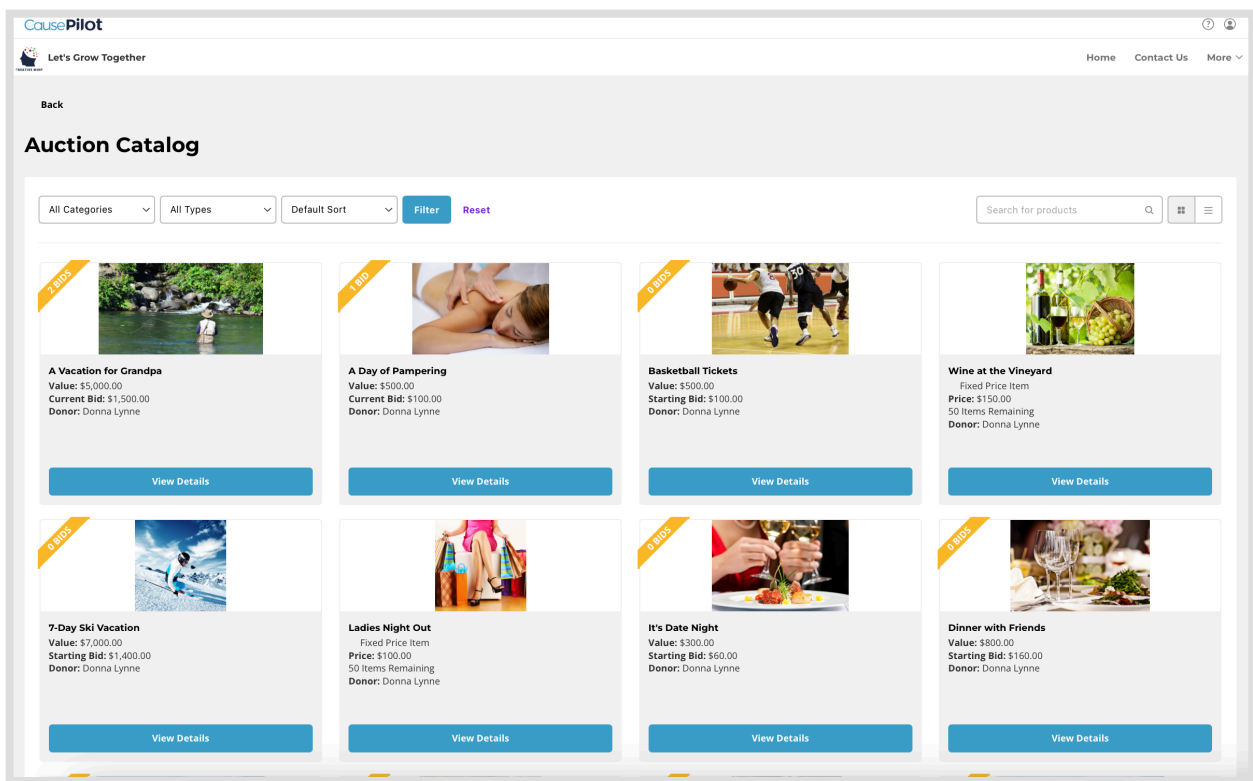 CausePilot
Let's Grow Together
Home Contact Us More
Back
Auction Catalog
All Categories All Types Default Sort Filter Reset Search for products
2 BIDS
1 BID
0 BIDS
30
A Vacation for Grandpa
Value: $5,000.00
Current Bid: $1,500.00
Donor: Donna Lynne
View Details
A Day of Pampering
Value: $500.00
Current Bid: $100.00
Donor: Donna Lynne
View Details
Basketball Tickets
Value: $500.00
Starting Bid: $100.00
Donor: Donna Lynne
View Details
Wine at the Vineyard
Fixed Price Item
Price: $150.00
50 Items Remaining
Donor: Donna Lynne
View Details
0 BIDS
0 BIDS
0 BIDS
7-Day Ski Vacation
Value: $7,000.00
Starting Bid: $1,400.00
Donor: Donna Lynne
View Details
Ladies Night Out
Fixed Price Item
Price: $100.00
50 Items Remaining
Donor: Donna Lynne
View Details
It's Date Night
Value: $300.00
Starting Bid: $60.00
Donor: Donna Lynne
View Details
Dinner with Friends
Value: $800.00
Starting Bid: $160.00
Donor: Donna Lynne
View Details